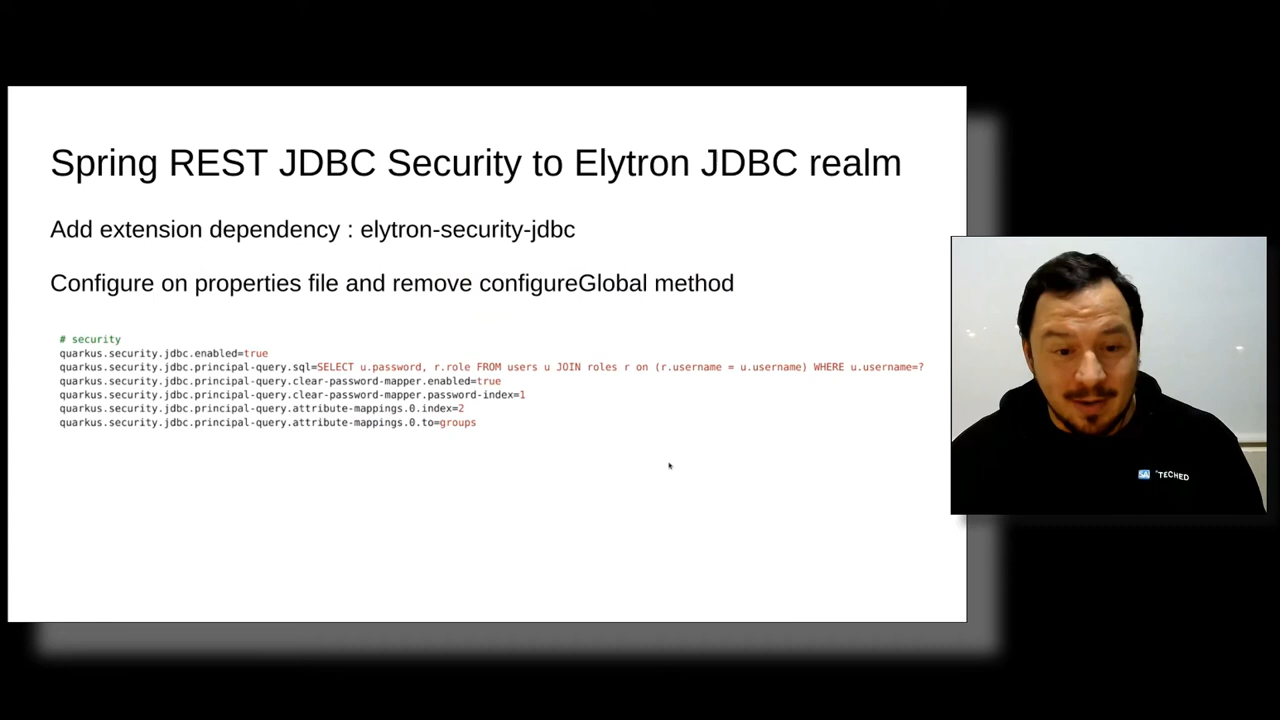 Spring REST JDBC Security to Elytron JDBC realm
Add extension dependency : elytron-security-jdbc
Configure on properties file and remove configureGlobal method
# security
quarkus.security.jdbc.enabled=true
quarkus.security.jdbc.principal-query.sql=SELECT u.password, r.role FROM users u JOIN roles r on (r.username = u.username) WHERE u.username=?
quarkus.security.jdbc.principal-query.clear-password-mapper.enabled=true
quarkus.security.jdbc.principal-query.clear-password-mapper.password-index=1
quarkus.security.jdbc.principal-query.attribute-mappings.0.index=2
quarkus.security.jdbc.principal-query.attribute-mappings.0.to=groups
TECHED